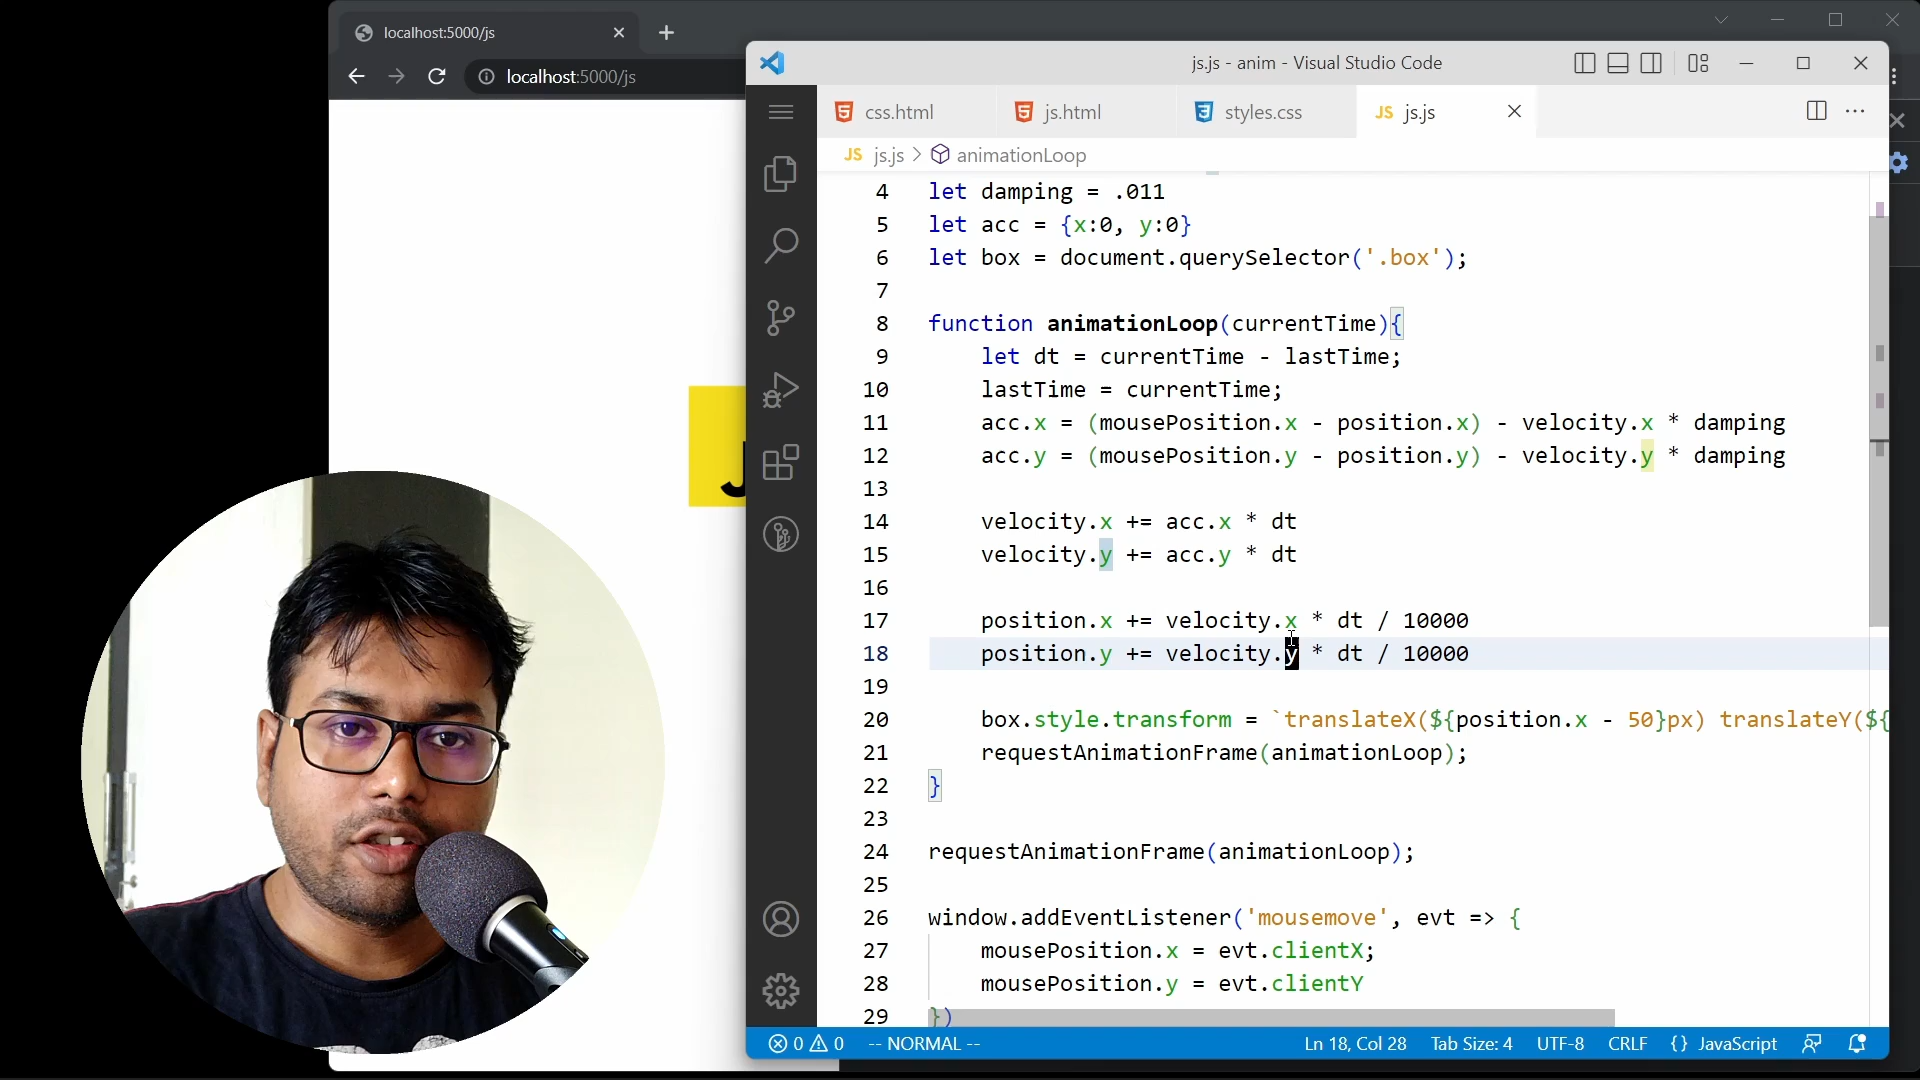 localhost:5000/js
localhost:5000/js
js.js - anim - Visual Studio Code
css.html
js.html
styles.css
JS js.js
JS js.js > animationLoop
4 let damping = .011
5 let acc = {x:0, y:0}
6 let box = document.querySelector('.box');
7
8 function animationLoop(currentTime){
9 let dt = currentTime - lastTime;
10 lastTime = currentTime;
11 acc.x = (mousePosition.x - position.x) - velocity.x * damping
12 acc.y = (mousePosition.y - position.y) - velocity.y * damping
13
14 velocity.x += acc.x * dt
15 velocity.y += acc.y * dt
16
17 position.x += velocity.x * dt / 10000
18 position.y += velocity.y * dt / 10000
19
20 box.style.transform = `translateX(${position.x - 50}px) translateY(${
21 requestAnimationFrame(animationLoop);
22 }
23
24 requestAnimationFrame(animationLoop);
25
26 window.addEventListener('mousemove', evt => {
27 mousePosition.x = evt.clientX;
28 mousePosition.y = evt.clientY
29 })
0 0 -- NORMAL -- Ln 18, Col 28 Tab Size: 4 UTF-8 CRLF {} JavaScript